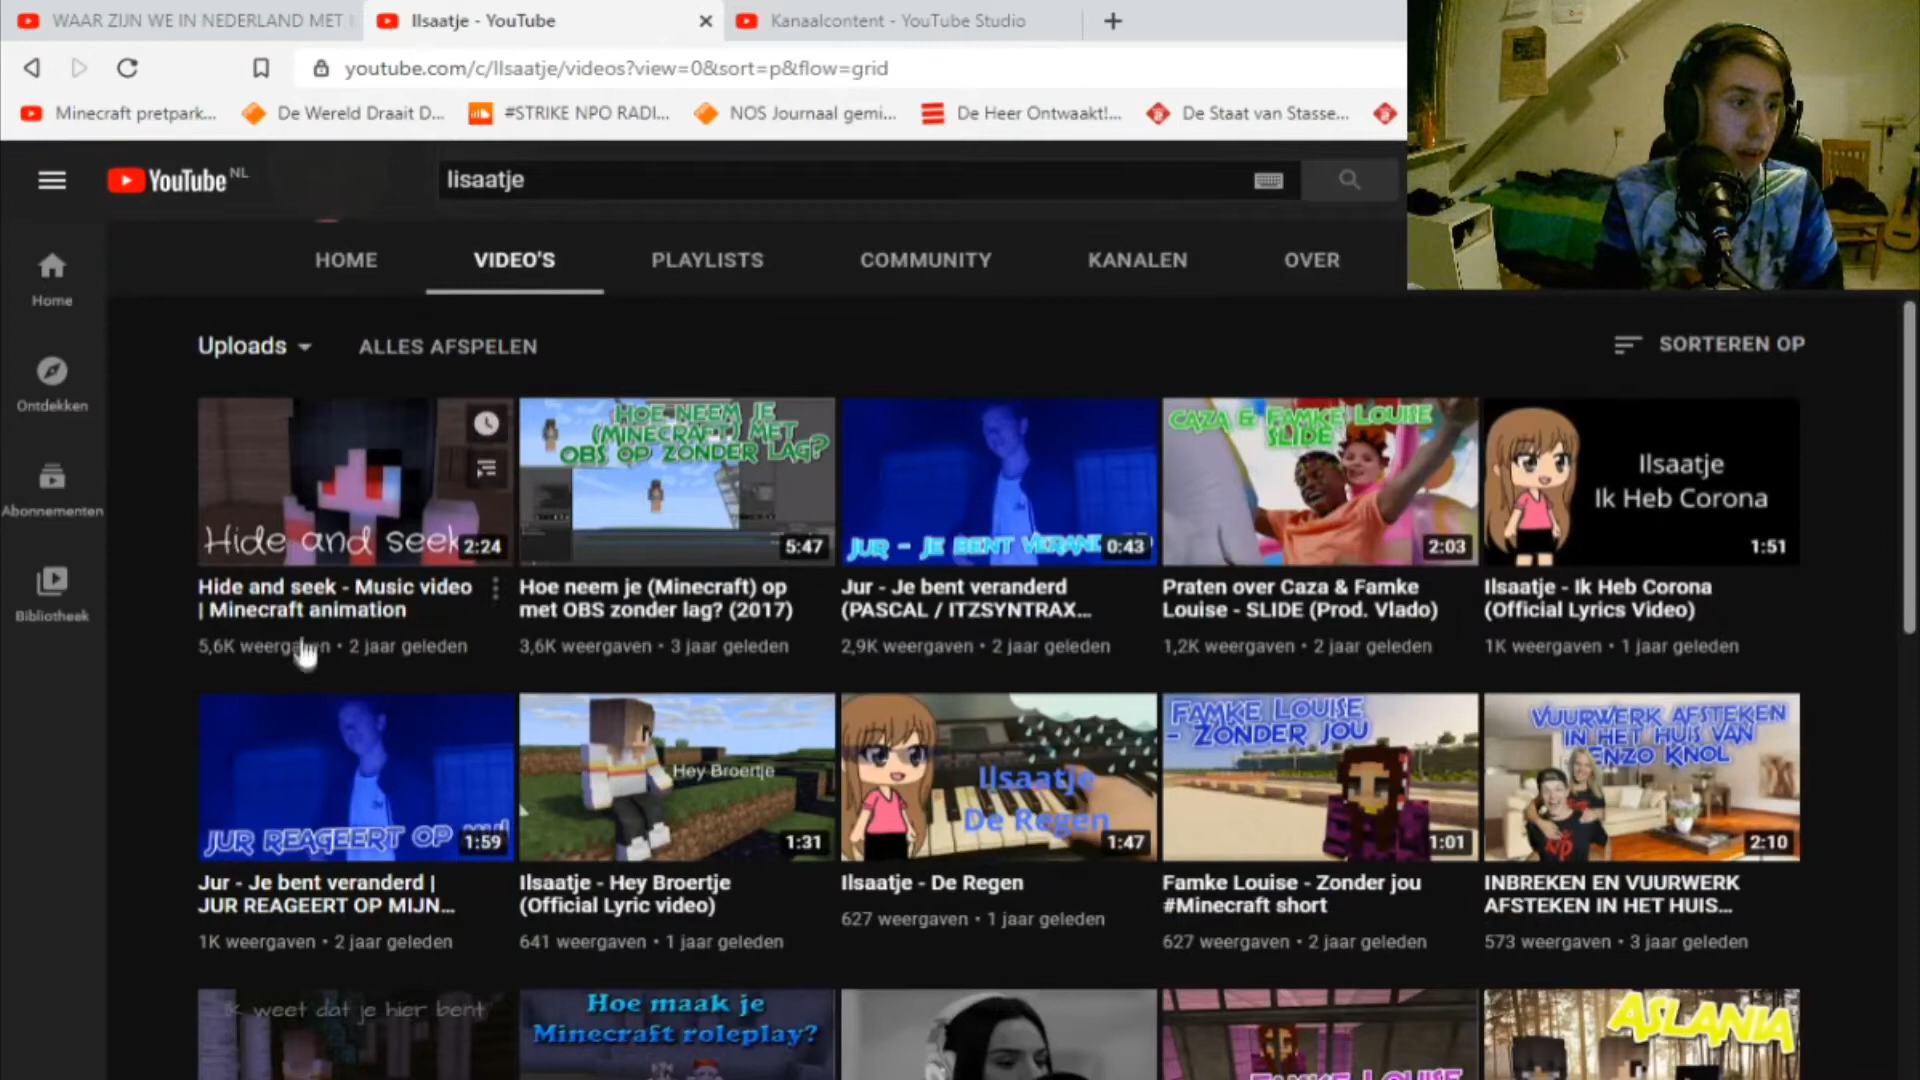 WAAR ZIJN WE IN NEDERLAND MET
Ilsaatje - YouTube
Kanaalcontent - YouTube Studio
youtube.com/c/Ilsaatje/videos?view=0&sort=p&flow=grid
Minecraft pretpark...
De Wereld Draait D...
#STRIKE NPO RADI...
NOS Journaal gemi...
De Heer Ontwaakt!...
De Staat van Stasse...
YouTube NL
lisaatje
HOME
VIDEO'S
PLAYLISTS
COMMUNITY
KANALEN
OVER
Home
Ontdekken
Abonnementen
Bibliotheek
Uploads
ALLES AFSPELEN
SORTEREN OP
Hide and seek
2:24
Hide and seek - Music video
| Minecraft animation
5,6K weergaven • 2 jaar geleden
HOE NEEM JE
(MINECRAFT) MET
OBS OP ZONDER LAG?
5:47
Hoe neem je (Minecraft) op
met OBS zonder lag? (2017)
3,6K weergaven • 3 jaar geleden
JUR - JE BENT VERAND
0:43
Jur - Je bent veranderd
(PASCAL / ITZSYNTRAX...
2,9K weergaven • 2 jaar geleden
CAZA & FAMKE LOUISE
SLIDE
2:03
Praten over Caza & Famke
Louise - SLIDE (Prod. Vlado)
1,2K weergaven • 2 jaar geleden
Ilsaatje
Ik Heb Corona
1:51
Ilsaatje - Ik Heb Corona
(Official Lyrics Video)
1K weergaven • 1 jaar geleden
JUR REAGEERT OP
1:59
Jur - Je bent veranderd |
JUR REAGEERT OP MIJN...
1K weergaven • 2 jaar geleden
Hey Broertje
1:31
Ilsaatje - Hey Broertje
(Official Lyric video)
641 weergaven • 1 jaar geleden
Ilsaatje
De Regen
1:47
Ilsaatje - De Regen
627 weergaven • 1 jaar geleden
FAMKE LOUISE
- ZONDER JOU
1:01
Famke Louise - Zonder jou
#Minecraft short
627 weergaven • 2 jaar geleden
VUURWERK AFSTEKEN
IN HET HUIS VAN
ENZO KNOL
2:10
INBREKEN EN VUURWERK
AFSTEKEN IN HET HUIS...
573 weergaven • 3 jaar geleden
Ik weet dat je hier bent
Hoe maak je
Minecraft roleplay?
FAMKE LOUISE
ASLANIA